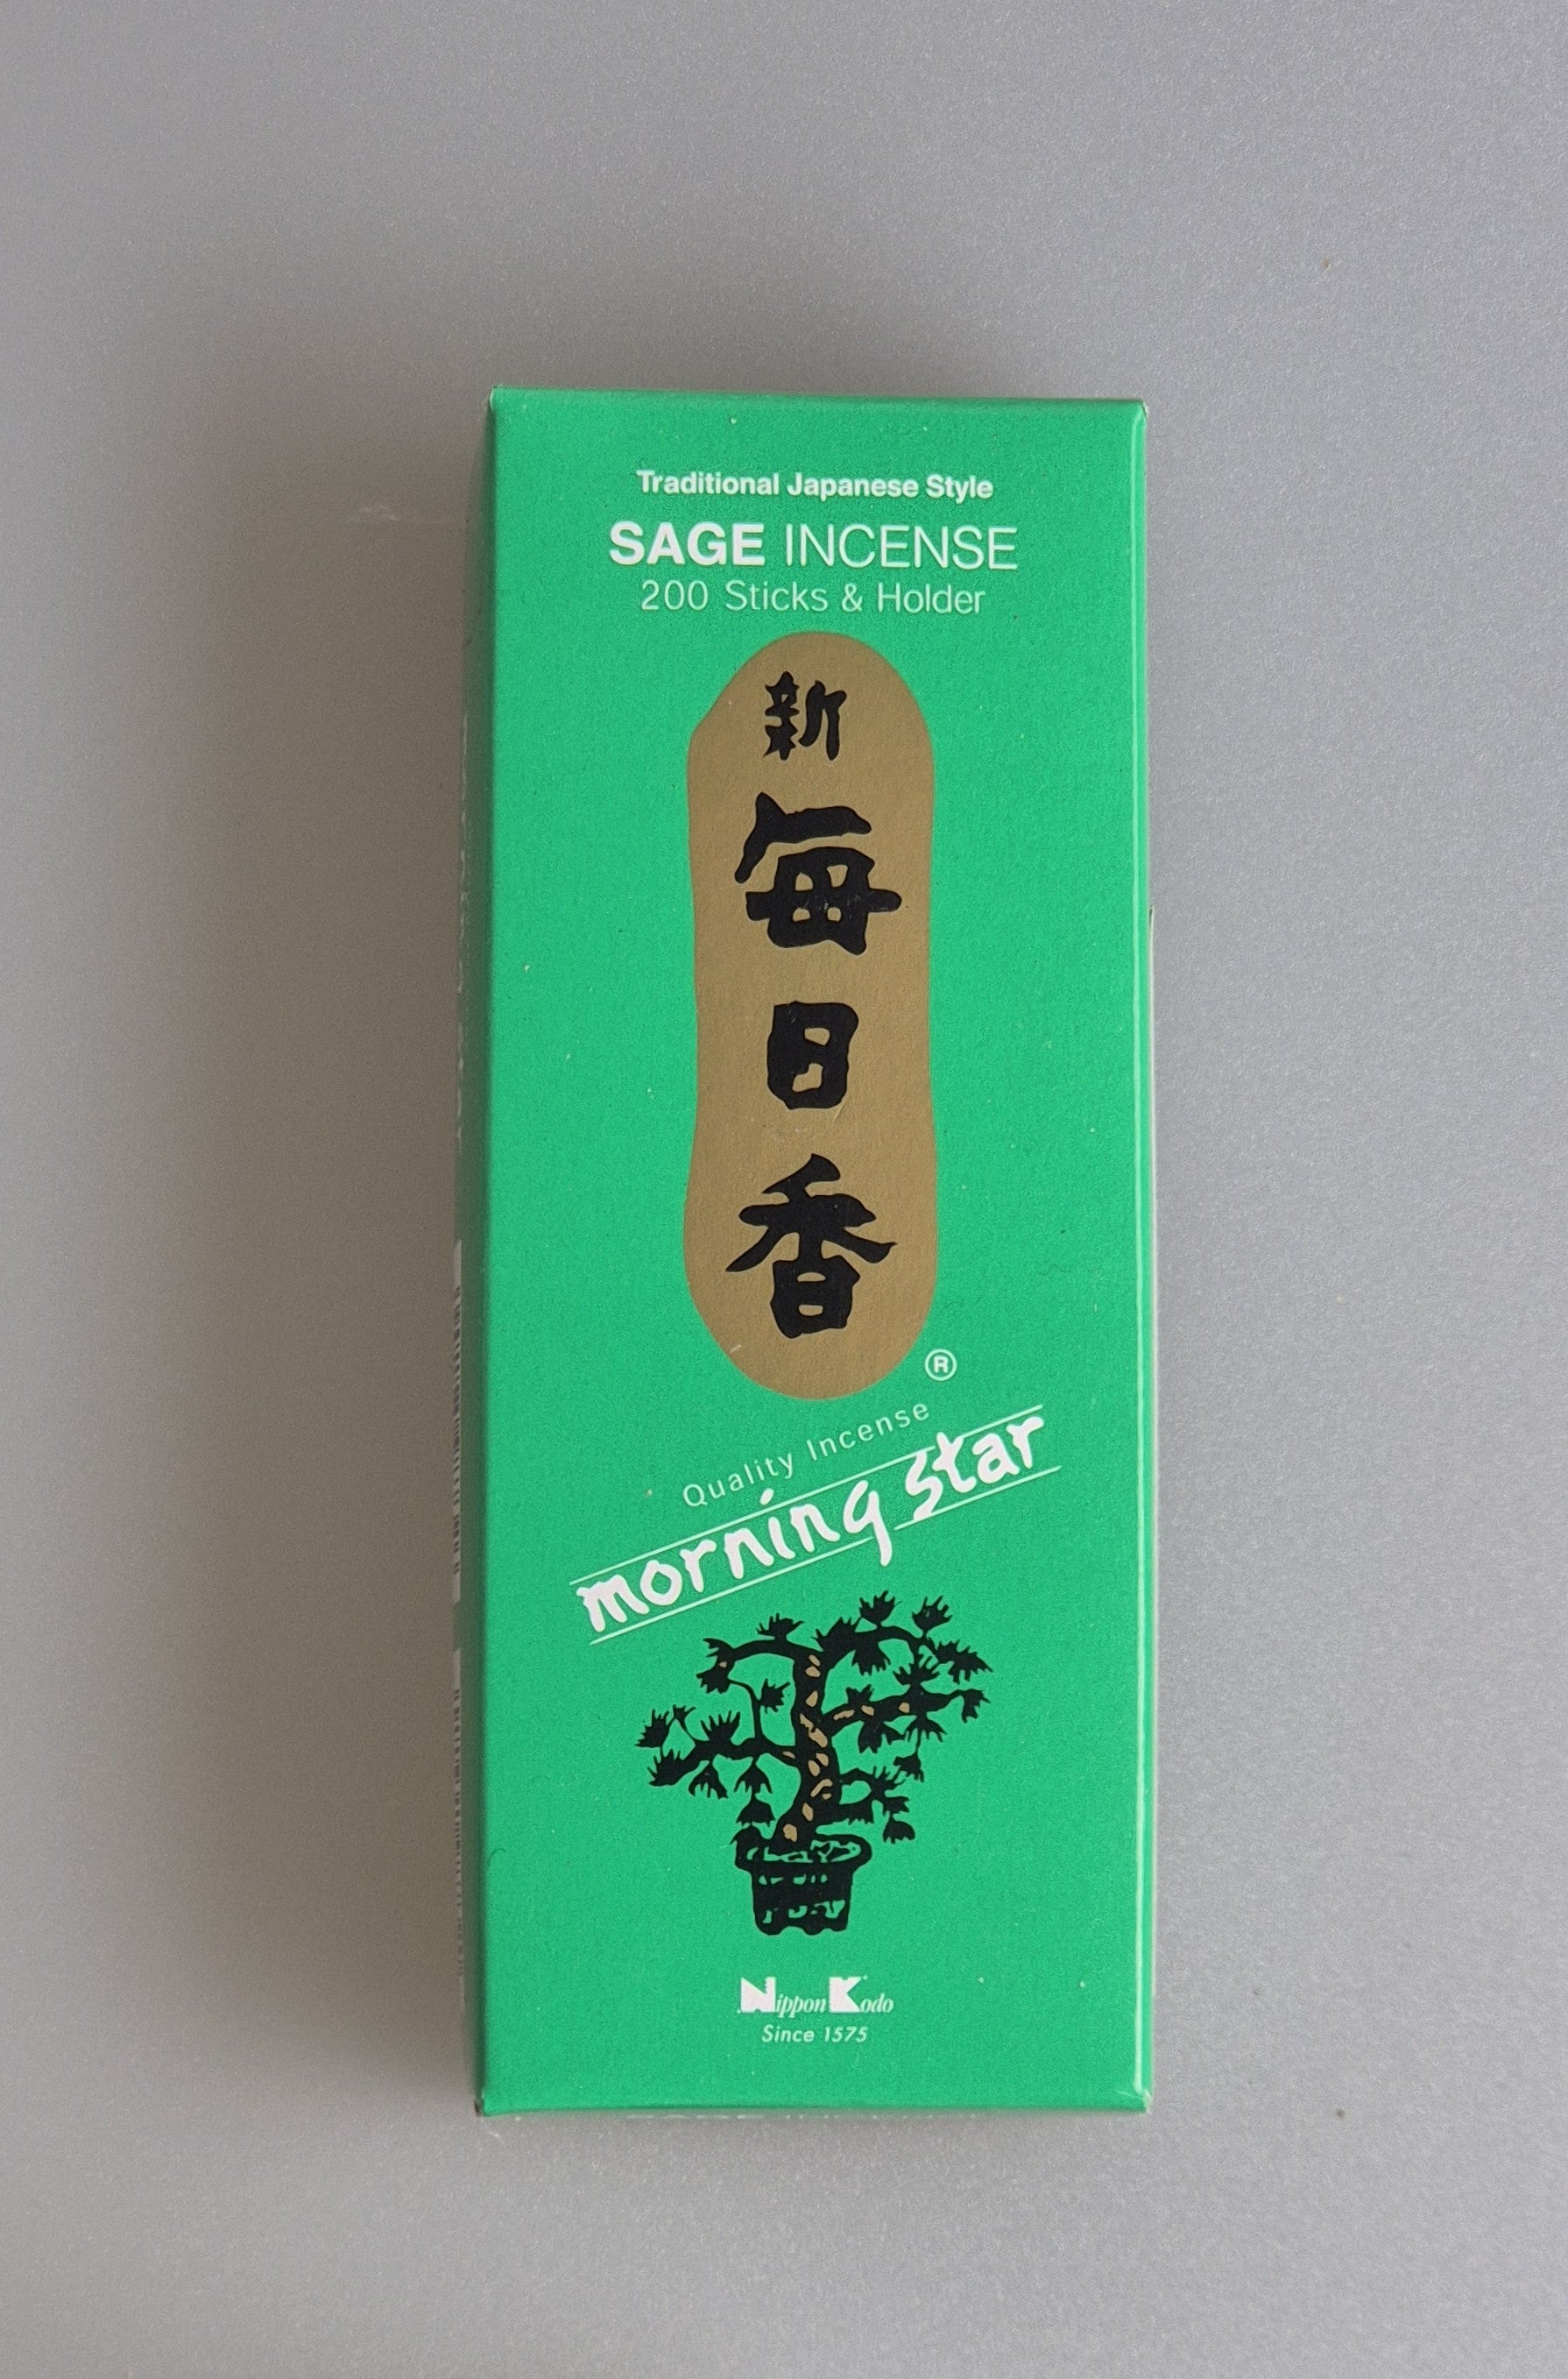 Traditional Japanese Style
SAGE INCENSE
200 Sticks & Holder
新
毎日香
®
Quality Incense
morning star
Nippon Kodo
Since 1575